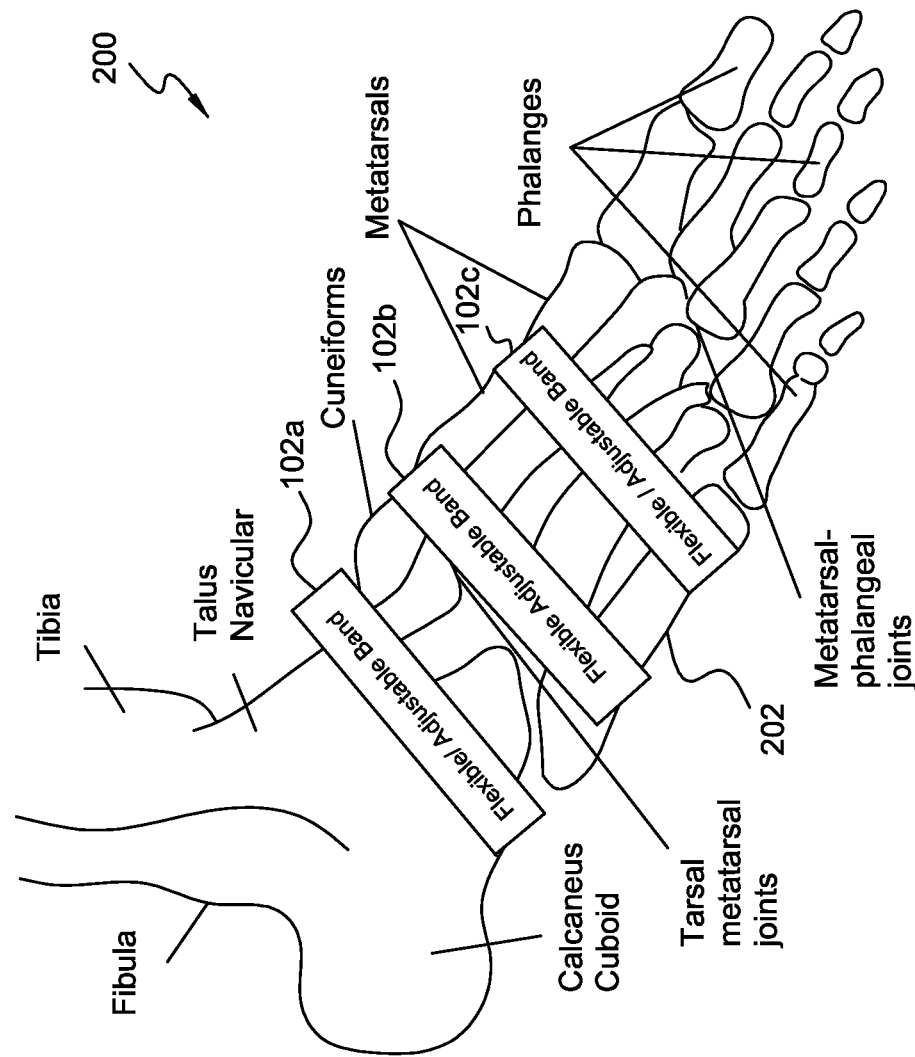 200
Tibia
Talus
Navicular
102a
Cuneiforms
102b
Metatarsals
102c
Phalanges
Fibula
Flexible/ Adjustable Band
Flexible Adjustable Band
Flexible / Adjustable Band
Calcaneus
Cuboid
Tarsal
metatarsal
joints
202
Metatarsal-
phalangeal
joints